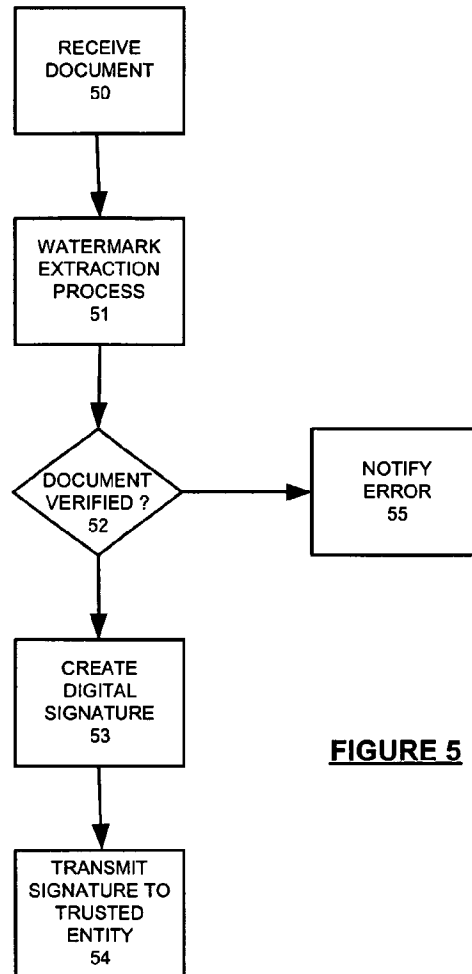 RECEIVE
DOCUMENT
50
WATERMARK
EXTRACTION
PROCESS
51
DOCUMENT
VERIFIED ?
52
NOTIFY
ERROR
55
CREATE
DIGITAL
SIGNATURE
53
FIGURE 5
TRANSMIT
SIGNATURE TO
TRUSTED
ENTITY
54